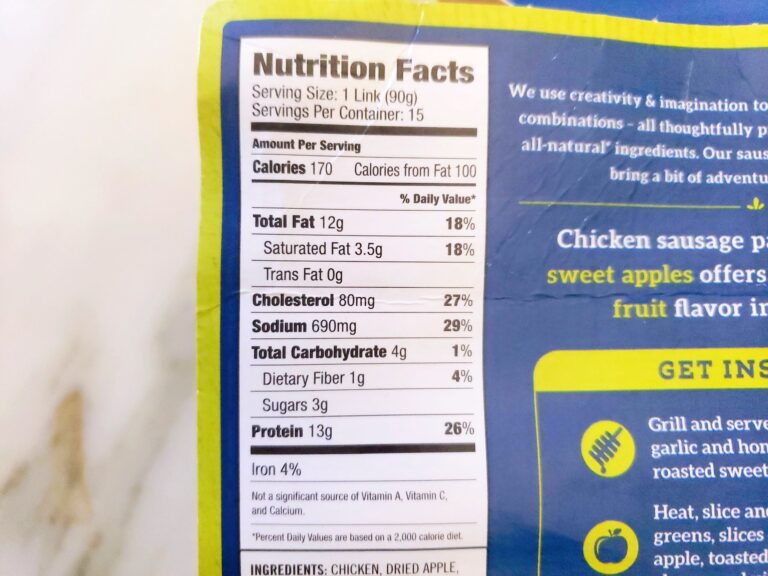 Nutrition Facts
Serving Size: 1 Link (90g)
Servings Per Container: 15
Amount Per Serving
Calories 170 Calories from Fat 100
% Daily Value*
Total Fat 12g 18%
Saturated Fat 3.5g 18%
Trans Fat 0g
Cholesterol 80mg 27%
Sodium 690mg 29%
Total Carbohydrate 4g 1%
Dietary Fiber 1g 4%
Sugars 3g
Protein 13g 26%
Iron 4%
Not a significant source of Vitamin A, Vitamin C,
and Calcium.
*Percent Daily Values are based on a 2,000 calorie diet.
INGREDIENTS: CHICKEN, DRIED APPLE,
We use creativity & imagination to
combinations - all thoughtfully p
all-natural* ingredients. Our saus
bring a bit of adventu
Chicken sausage pa
sweet apples offers
fruit flavor in
GET INS
Grill and serve
garlic and hon
roasted sweet
Heat, slice and
greens, slices
apple, toasted